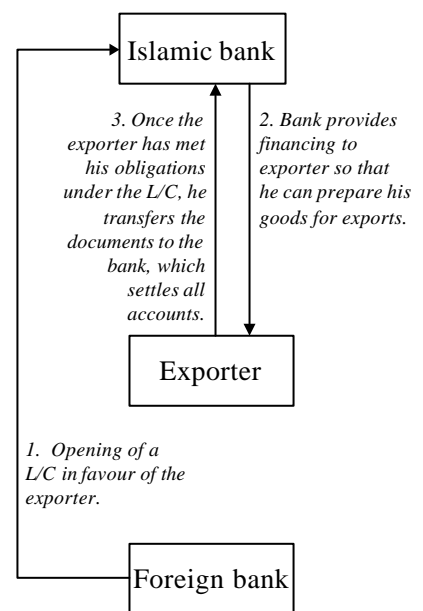 Islamic bank
3. Once the
exporter has met
his obligations
under the L/C, he
transfers the
documents to the
bank, which
settles all
accounts.
2. Bank provides
financing to
exporter so that
he can prepare his
goods for exports.
Exporter
1. Opening of a
L/C in favour of the
exporter.
Foreign bank